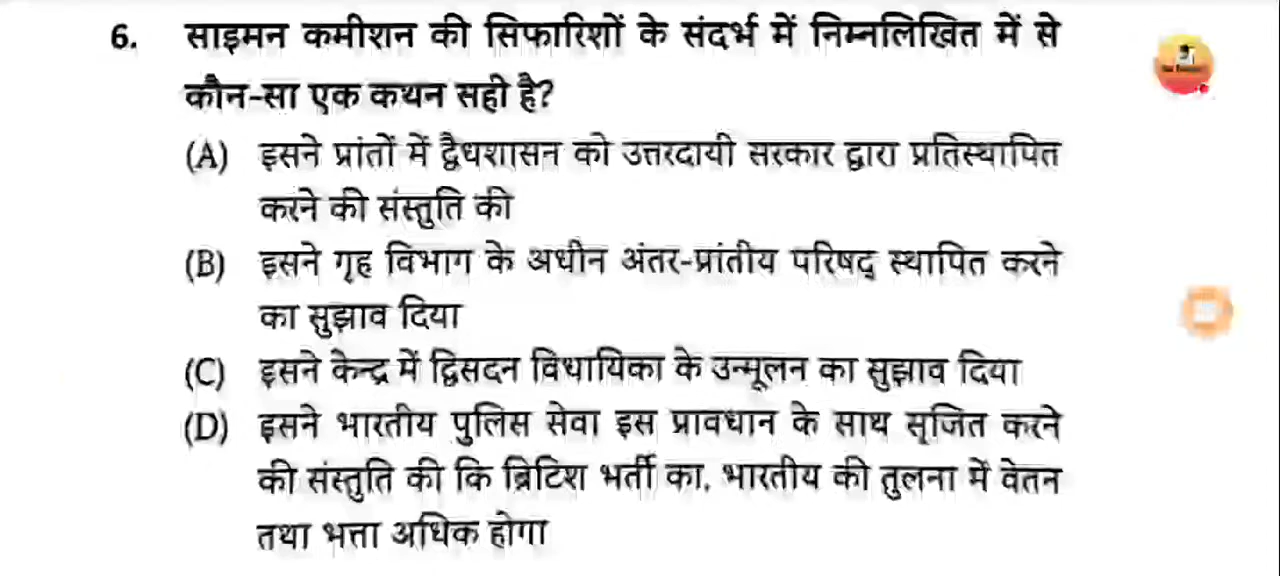 6. साइमन कमीशन की सिफारिशों के संदर्भ में निम्नलिखित में से
कौन-सा एक कथन सही है?
(A) इसने प्रांतों में द्वैधशासन को उत्तरदायी सरकार द्वारा प्रतिस्थापित
करने की संस्तुति की
(B) इसने गृह विभाग के अधीन अंतर-प्रांतीय परिषद् स्थापित करने
का सुझाव दिया
(C) इसने केन्द्र में द्विसदन विधायिका के उन्मूलन का सुझाव दिया
(D) इसने भारतीय पुलिस सेवा इस प्रावधान के साथ सृजित करने
की संस्तुति की कि ब्रिटिश भर्ती का, भारतीय की तुलना में वेतन
तथा भत्ता अधिक होगा